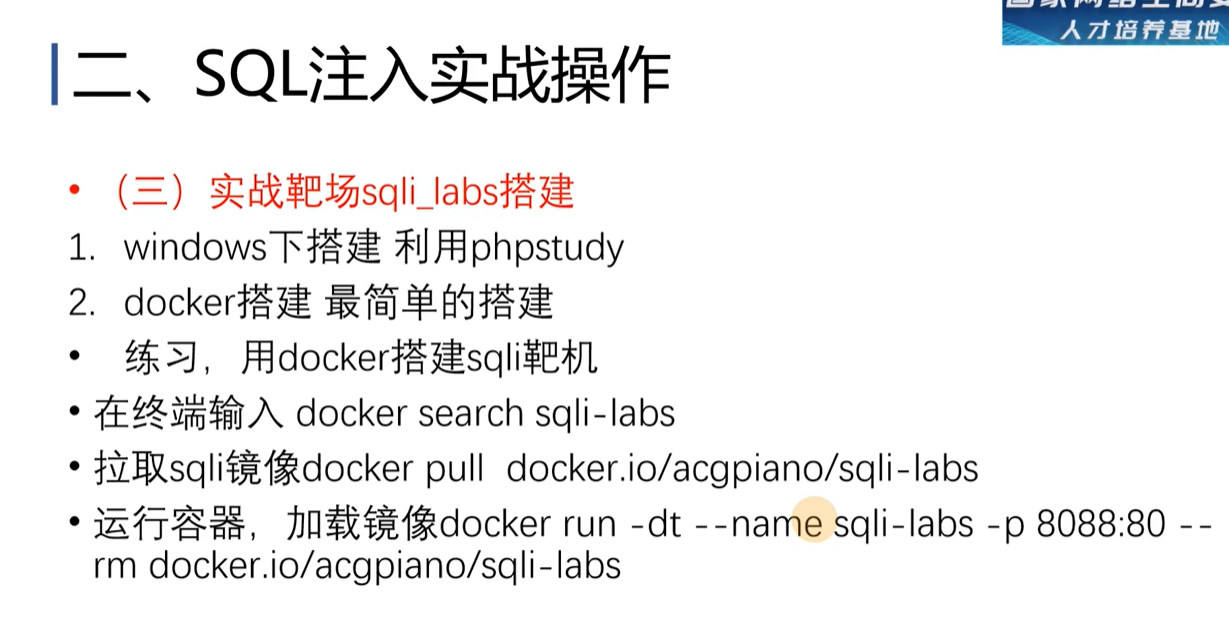 人才培养基地
二、SQL注入实战操作
• （三）实战靶场sqli_labs搭建
1. windows下搭建 利用phpstudy
2. docker搭建 最简单的搭建
• 练习，用docker搭建sqli靶机
• 在终端输入 docker search sqli-labs
• 拉取sqli镜像docker pull docker.io/acgpiano/sqli-labs
• 运行容器，加载镜像docker run -dt --name sqli-labs -p 8088:80 --
rm docker.io/acgpiano/sqli-labs